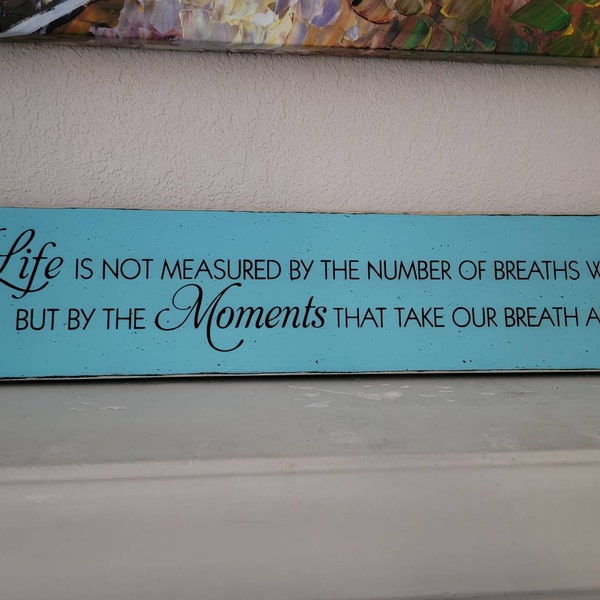 Life IS NOT MEASURED BY THE NUMBER OF BREATHS W
BUT BY THE Moments THAT TAKE OUR BREATH A